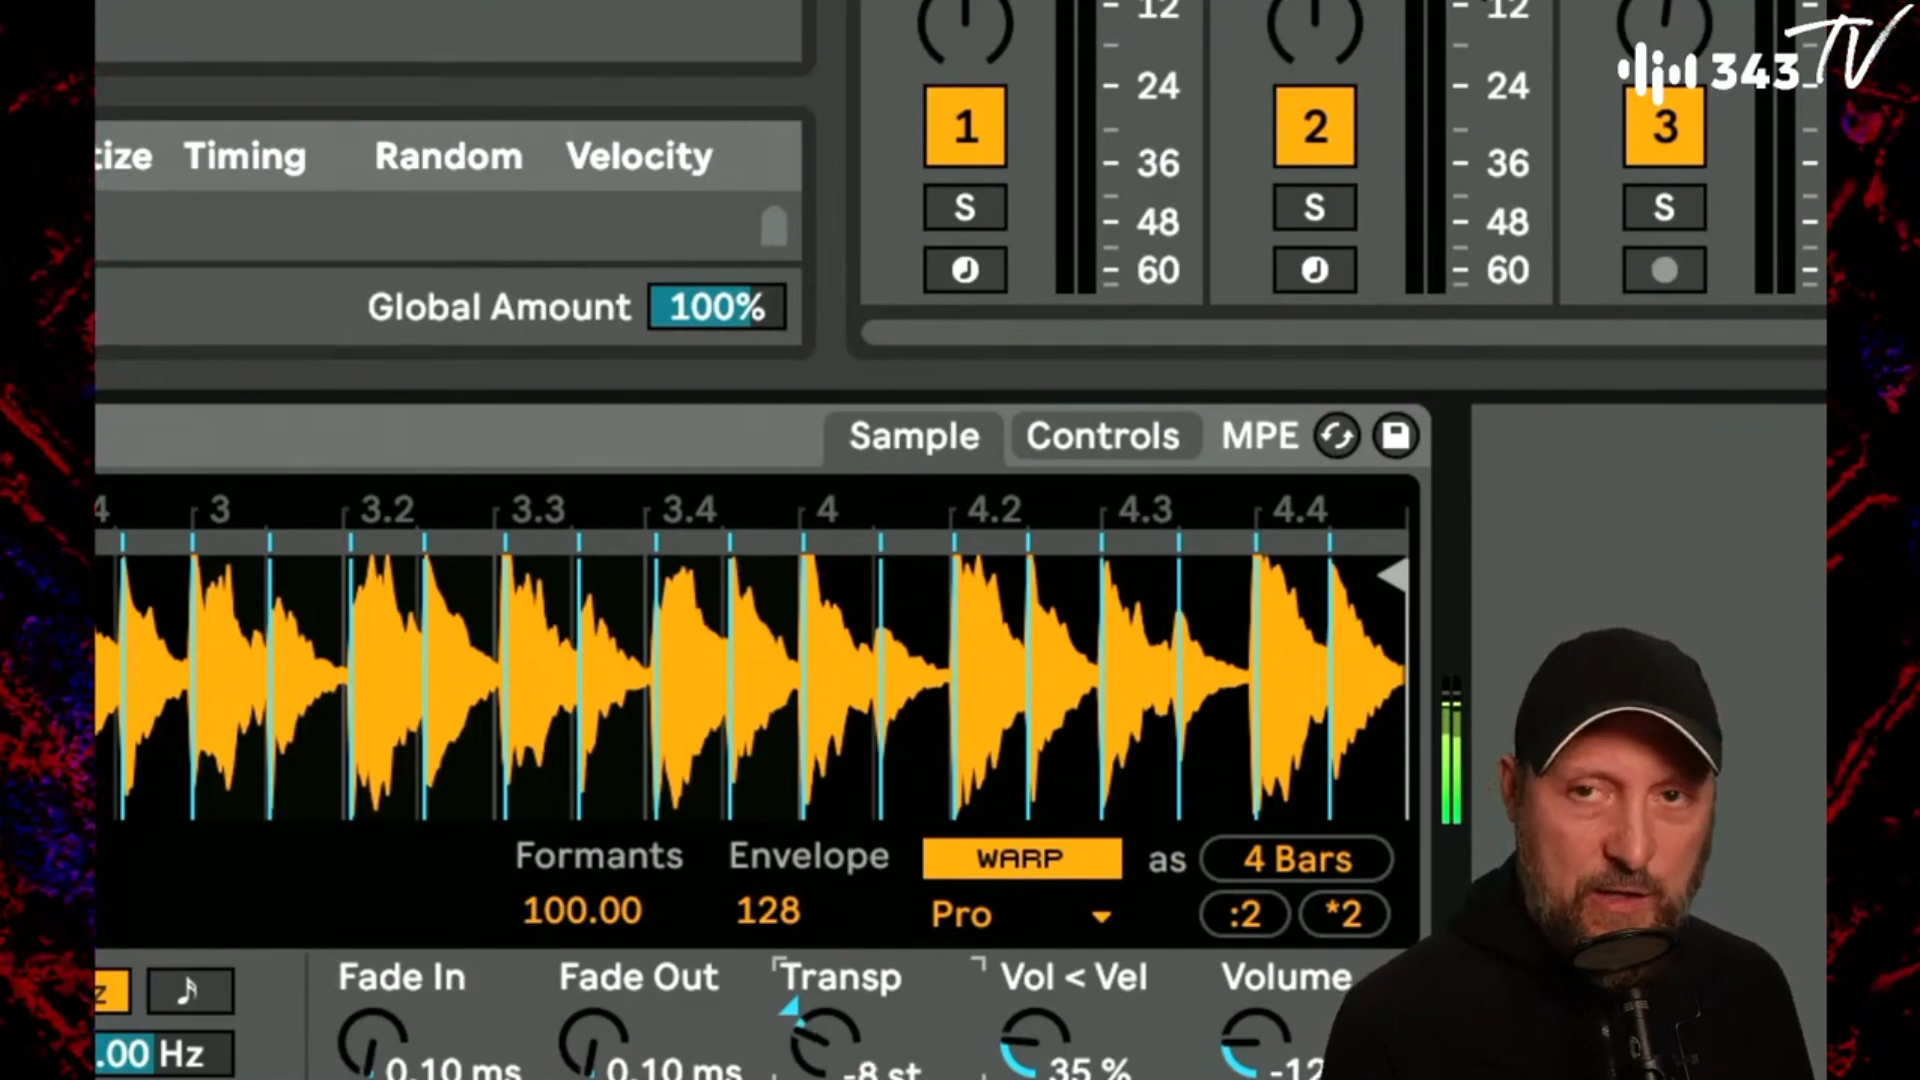 12
12
343 TV
24
24
1
2
3
tize Timing Random Velocity
36
36
S
S
S
48
48
60
60
Global Amount 100%
Sample Controls MPE
4 3 3.2 3.3 3.4 4 4.2 4.3 4.4
Formants Envelope WARP as 4 Bars
100.00 128 Pro :2 *2
Fade In Fade Out Transp Vol < Vel Volume
z
.00 Hz 0.10 ms 0.10 ms -8 st 35 % -12